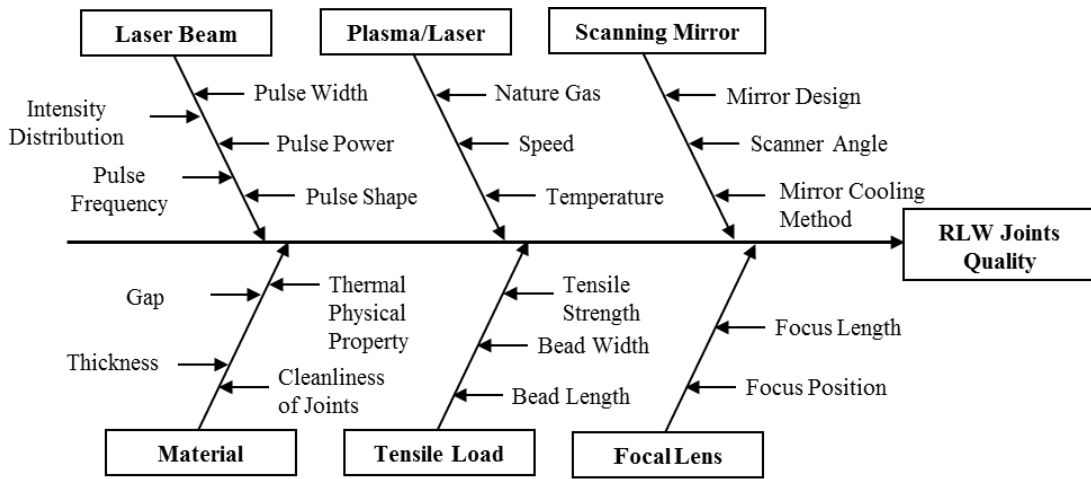 Laser Beam
Plasma/Laser
Scanning Mirror
Pulse Width
Intensity
Distribution
Pulse Power
Pulse
Frequency
Pulse Shape
Nature Gas
Speed
Temperature
Mirror Design
Scanner Angle
Mirror Cooling
Method
RLW Joints
Quality
Gap
Thermal
Physical
Property
Thickness
Cleanliness
of Joints
Tensile
Strength
Bead Width
Bead Length
Focus Length
Focus Position
Material
Tensile Load
Focal Lens